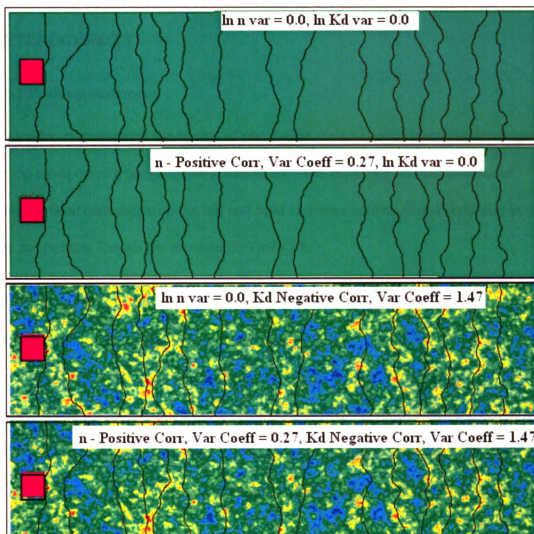 ln n var = 0.0, ln Kd var = 0.0
n - Positive Corr, Var Coeff = 0.27, ln Kd var = 0.0
ln n var = 0.0, Kd Negative Corr, Var Coeff = 1.47
n - Positive Corr, Var Coeff = 0.27, Kd Negative Corr, Var Coeff = 1.47